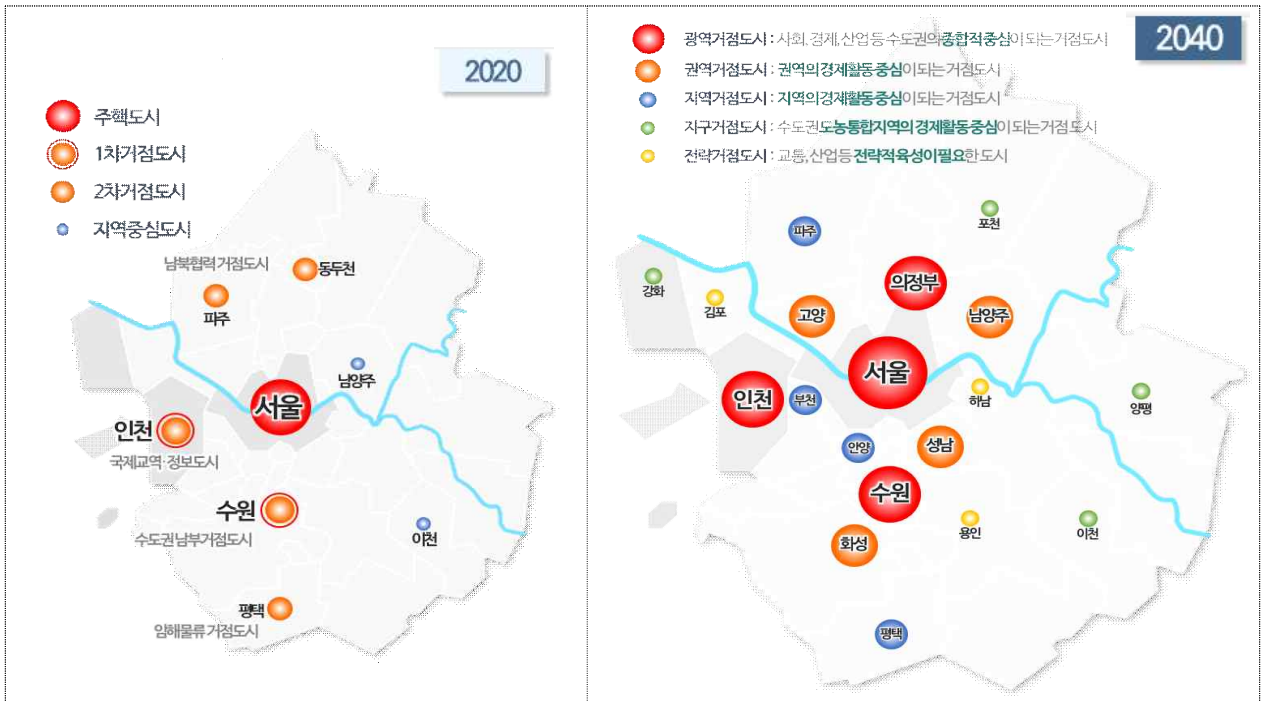 2020
주핵도시
1차거점도시
2차거점도시
지역중심도시
남북협력 거점도시
동두천
파주
남양주
서울
인천
국제교역·정보도시
수원
수도권 남부거점도시
이천
평택
임해물류 거점도시
2040
광역거점도시 : 사회, 경제, 산업 등 수도권의 종합적 중심이 되는 거점도시
권역거점도시 : 권역의 경제활동 중심이 되는 거점도시
지역거점도시 : 지역의 경제활동 중심이 되는 거점도시
지구거점도시 : 수도권 도농통합지역의 경제활동 중심이 되는 거점도시
전략거점도시 : 교통, 산업 등 전략적 육성이 필요한 도시
포천
파주
의정부
강화
김포
고양
남양주
서울
인천
부천
하남
양평
안양
성남
수원
용인
이천
화성
평택